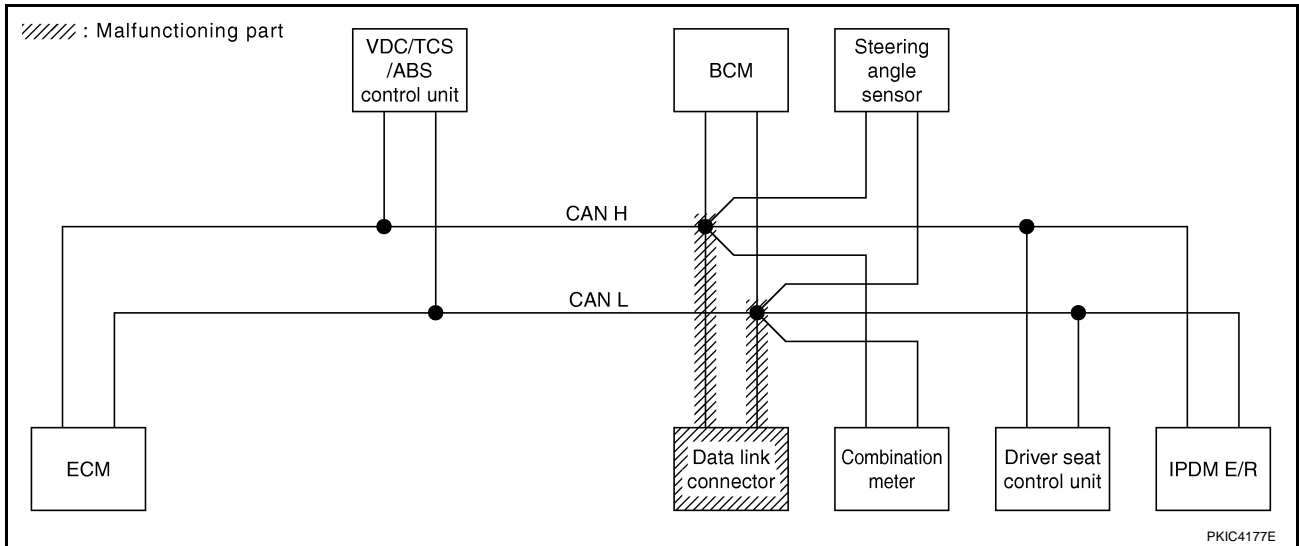 : Malfunctioning part
VDC/TCS
/ABS
control unit
BCM
Steering
angle
sensor
CAN H
CAN L
ECM
Data link
connector
Combination
meter
Driver seat
control unit
IPDM E/R
PKIC4177E